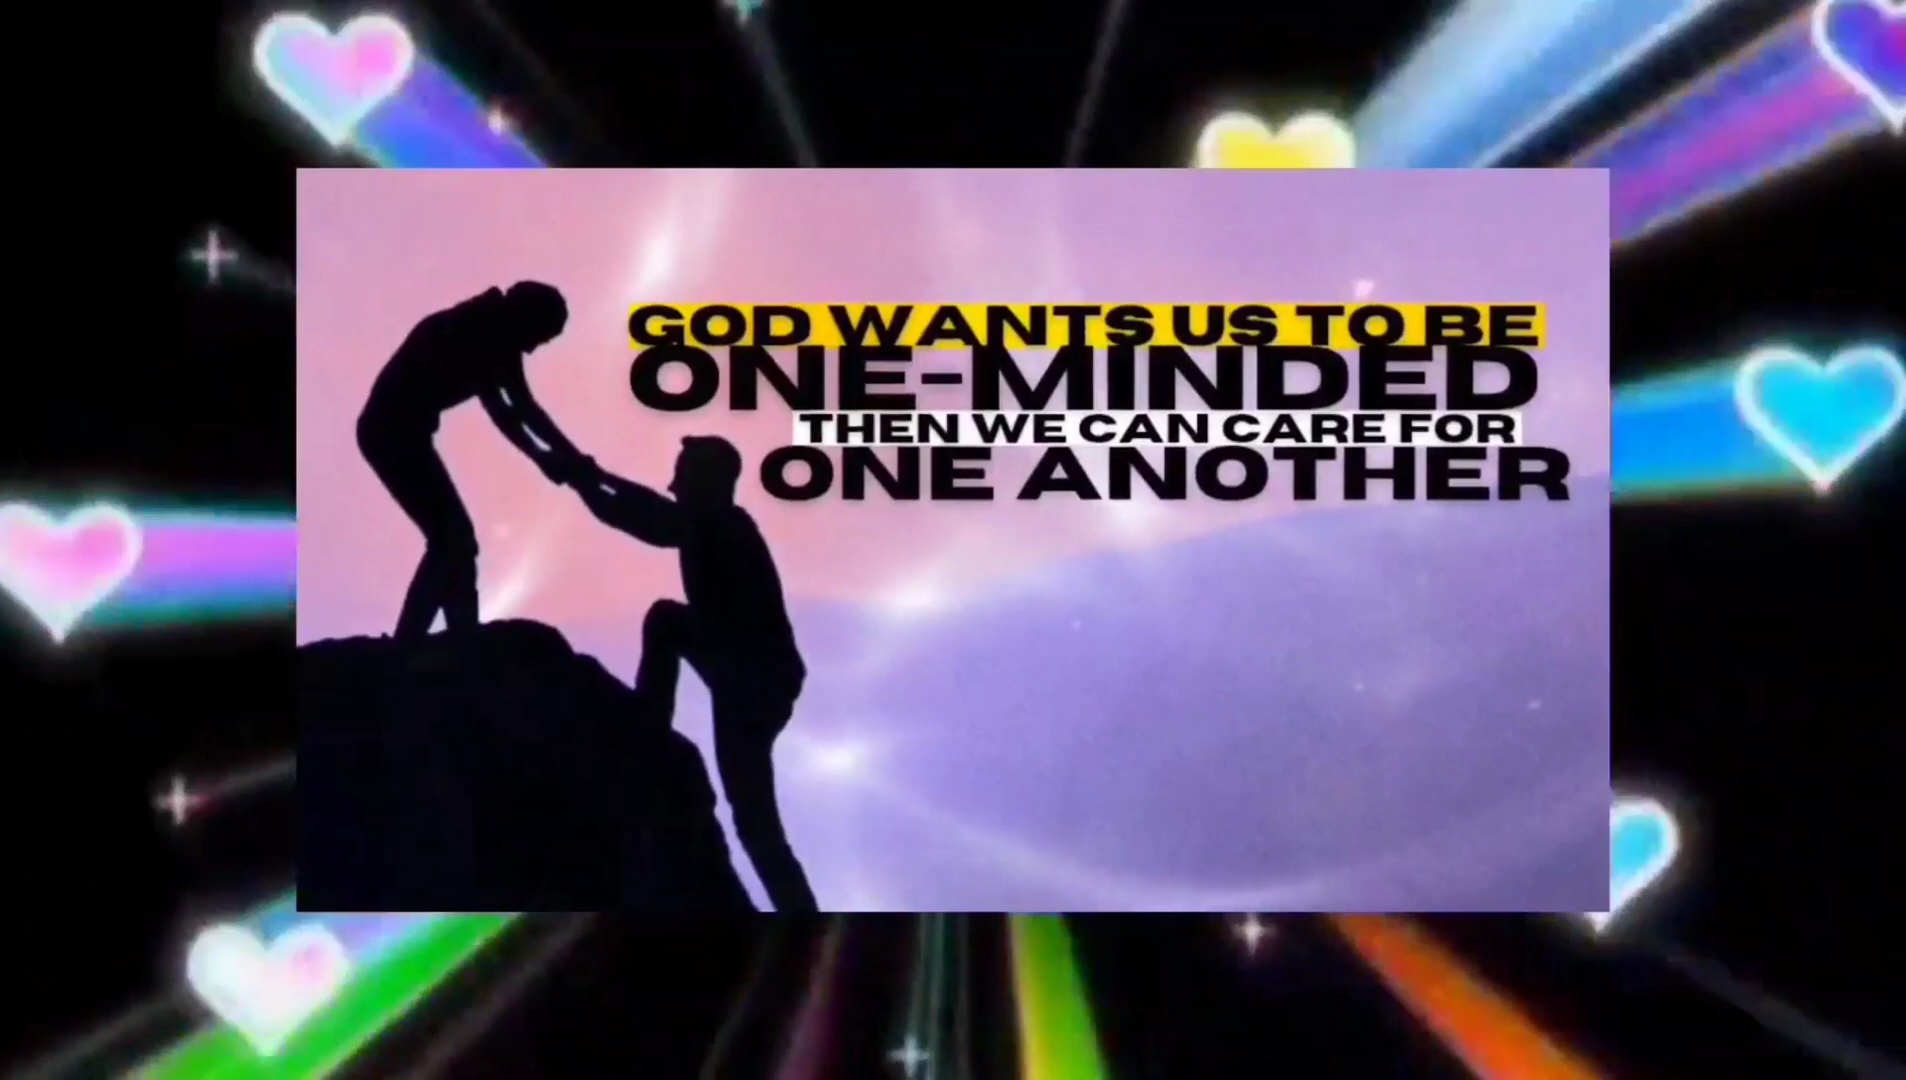 GOD WANTS US TO BE
ONE-MINDED
THEN WE CAN CARE FOR
ONE ANOTHER